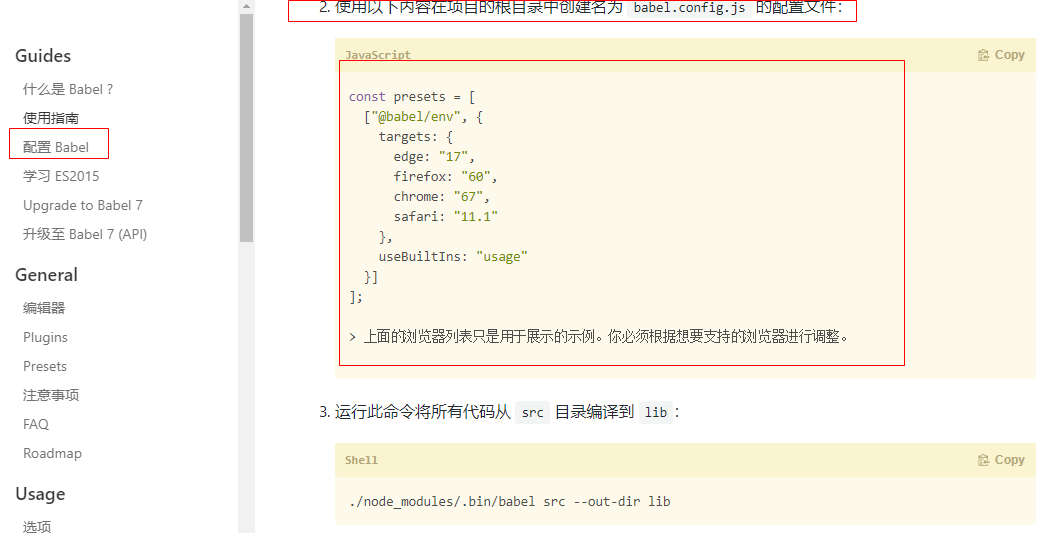 Guides
什么是 Babel ?
使用指南
配置 Babel
学习 ES2015
Upgrade to Babel 7
升级至 Babel 7 (API)
General
编辑器
Plugins
Presets
注意事项
FAQ
Roadmap
Usage
选项
2. 使用以下内容在项目的根目录中创建名为 babel.config.js 的配置文件：
JavaScript
Copy
const presets = [
  ["@babel/env", {
    targets: {
      edge: "17",
      firefox: "60",
      chrome: "67",
      safari: "11.1"
    },
    useBuiltIns: "usage"
  }]
];
> 上面的浏览器列表只是用于展示的示例。你必须根据想要支持的浏览器进行调整。
3. 运行此命令将所有代码从 src 目录编译到 lib：
Shell
Copy
./node_modules/.bin/babel src --out-dir lib